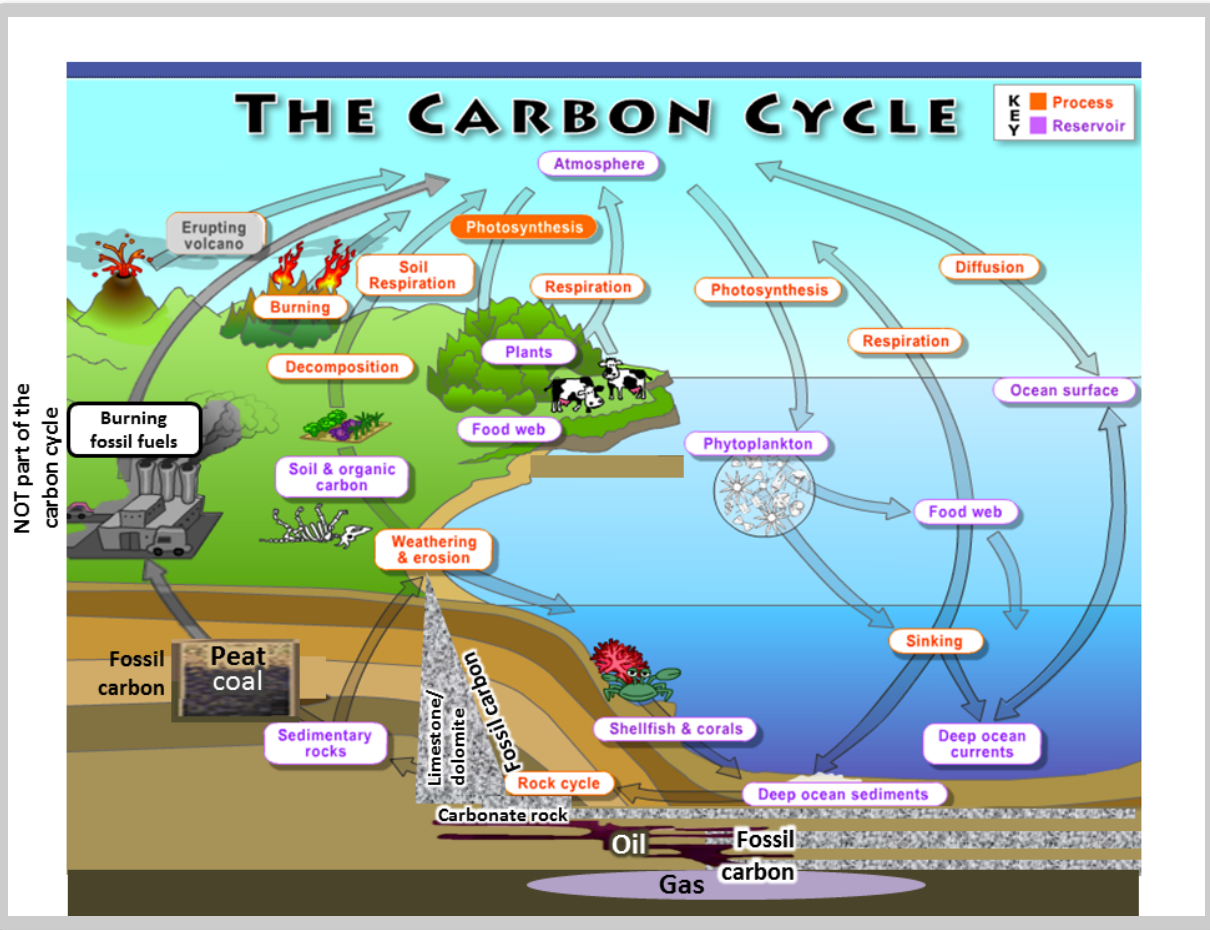 THE CARBON CYCLE
KEY
Process
Reservoir
Atmosphere
Erupting
volcano
Photosynthesis
Soil
Respiration
Respiration
Burning
Photosynthesis
Diffusion
Respiration
Decomposition
Plants
Ocean surface
NOT part of the
carbon cycle
Burning
fossil fuels
Food web
Phytoplankton
Soil & organic
carbon
Food web
Weathering
& erosion
Sinking
Fossil
carbon
Peat
coal
Sedimentary
rocks
Limestone/
dolomite
Fossil carbon
Shellfish & corals
Deep ocean
currents
Rock cycle
Deep ocean sediments
Carbonate rock
Oil
Fossil
carbon
Gas